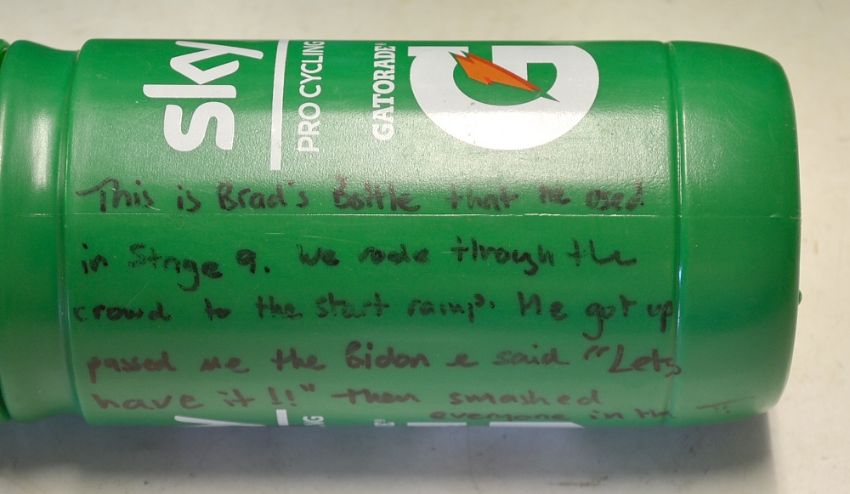 sky
PRO CYCLING
GATORADE
G
This is Brad's Bottle that he used
in Stage 9. We rode through the
crowd to the start ramp. He got up
passed me the Bidon & said "Lets
have it!!" Then smashed
everyone in the